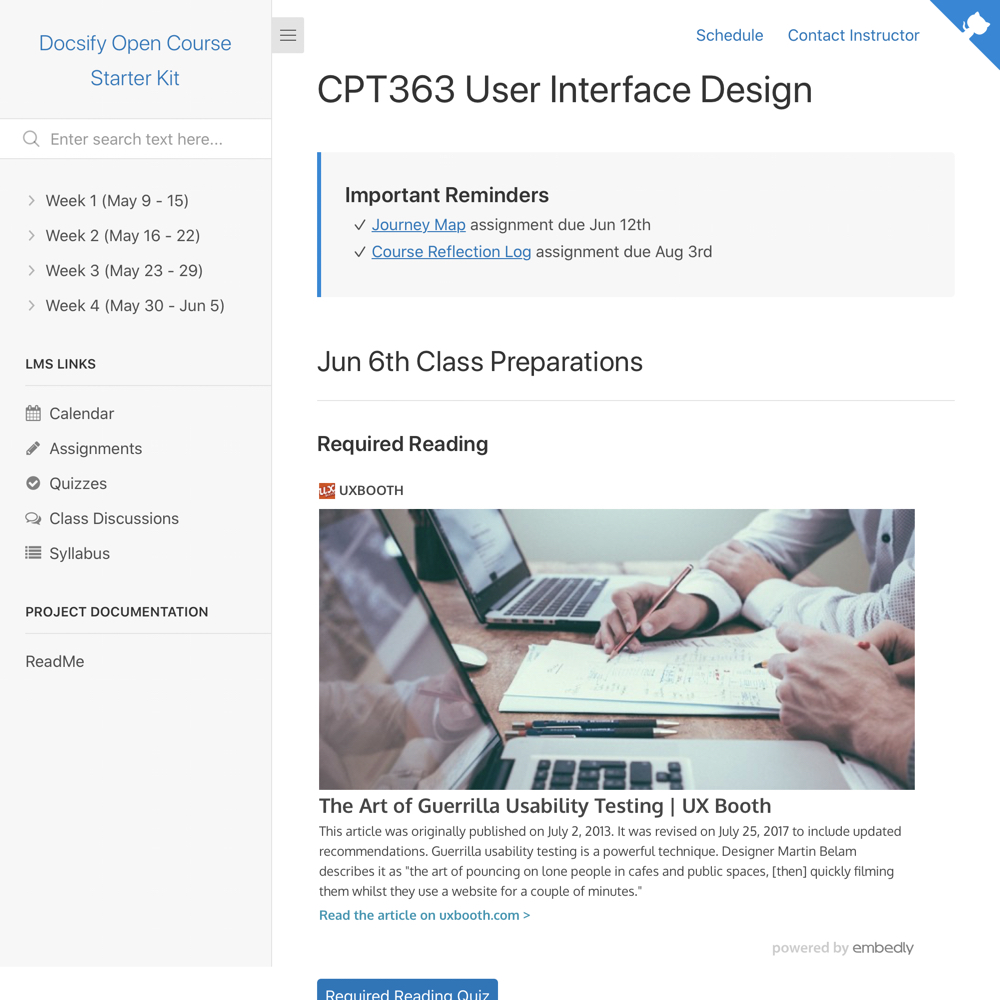 Docsify Open Course
Starter Kit
Enter search text here...
Week 1 (May 9 - 15)
Week 2 (May 16 - 22)
Week 3 (May 23 - 29)
Week 4 (May 30 - Jun 5)
LMS LINKS
Calendar
Assignments
Quizzes
Class Discussions
Syllabus
PROJECT DOCUMENTATION
ReadMe
Schedule
Contact Instructor
CPT363 User Interface Design
Important Reminders
Journey Map assignment due Jun 12th
Course Reflection Log assignment due Aug 3rd
Jun 6th Class Preparations
Required Reading
UX UXBOOTH
The Art of Guerrilla Usability Testing | UX Booth
This article was originally published on July 2, 2013. It was revised on July 25, 2017 to include updated
recommendations. Guerrilla usability testing is a powerful technique. Designer Martin Belam
describes it as "the art of pouncing on lone people in cafes and public spaces, [then] quickly filming
them whilst they use a website for a couple of minutes."
Read the article on uxbooth.com >
powered by embedly
Required Reading Quiz